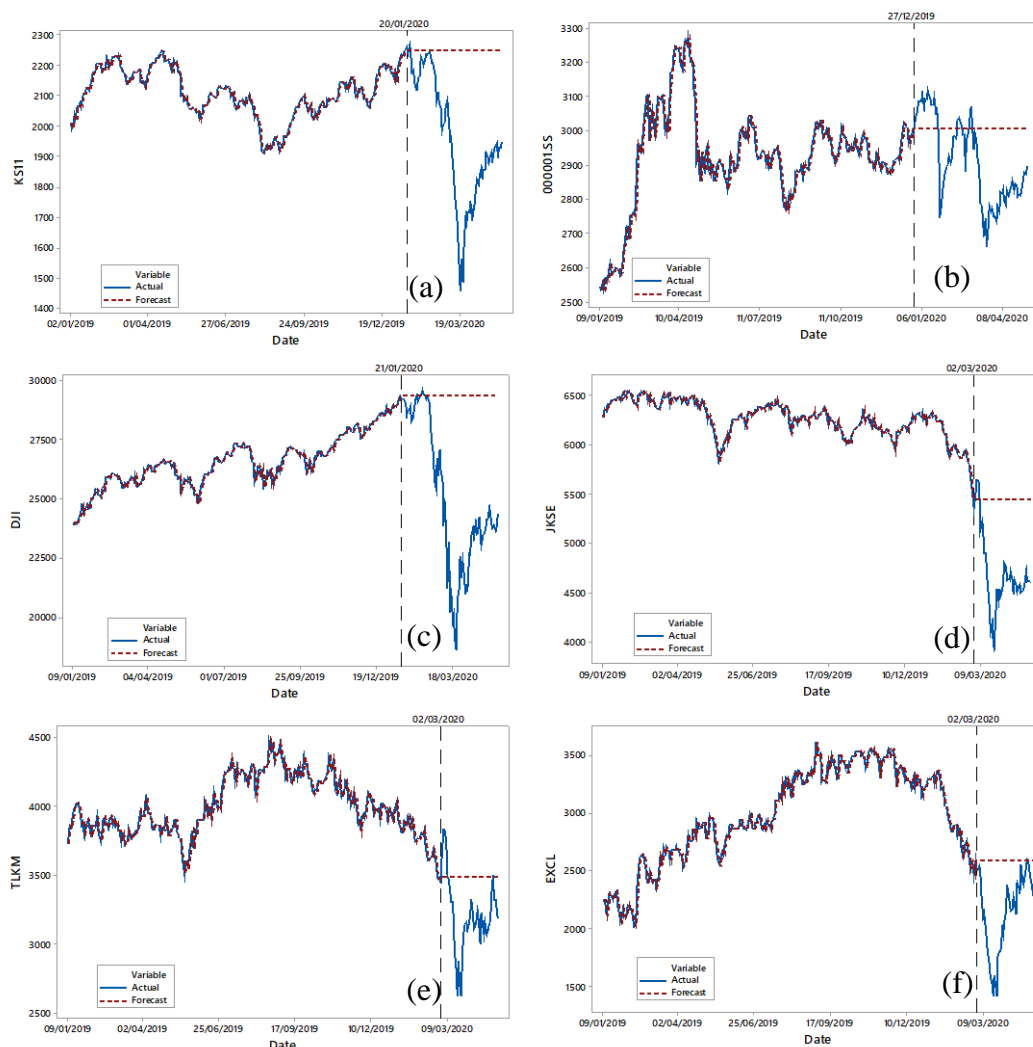 20/01/2020
2300
2200
2100
2000
1900
1800
1700
1600
1500
1400
KS11
Variable
Actual
Forecast
(a)
02/01/2019 01/04/2019 27/06/2019 24/09/2019 19/12/2019 19/03/2020
Date
27/12/2019
3300
3200
3100
3000
2900
2800
2700
2600
2500
000001.SS
Variable
Actual
Forecast
(b)
09/01/2019 10/04/2019 11/07/2019 11/10/2019 06/01/2020 08/04/2020
Date
21/01/2020
30000
27500
25000
22500
20000
DJI
Variable
Actual
Forecast
(c)
09/01/2019 04/04/2019 01/07/2019 25/09/2019 19/12/2019 18/03/2020
Date
02/03/2020
6500
6000
5500
5000
4500
4000
JKSE
Variable
Actual
Forecast
(d)
09/01/2019 02/04/2019 25/06/2019 17/09/2019 10/12/2019 09/03/2020
Date
02/03/2020
4500
4000
3500
3000
2500
TLKM
Variable
Actual
Forecast
(e)
09/01/2019 02/04/2019 25/06/2019 17/09/2019 10/12/2019 09/03/2020
Date
02/03/2020
3500
3000
2500
2000
1500
EXCL
Variable
Actual
Forecast
(f)
09/01/2019 02/04/2019 25/06/2019 17/09/2019 10/12/2019 09/03/2020
Date